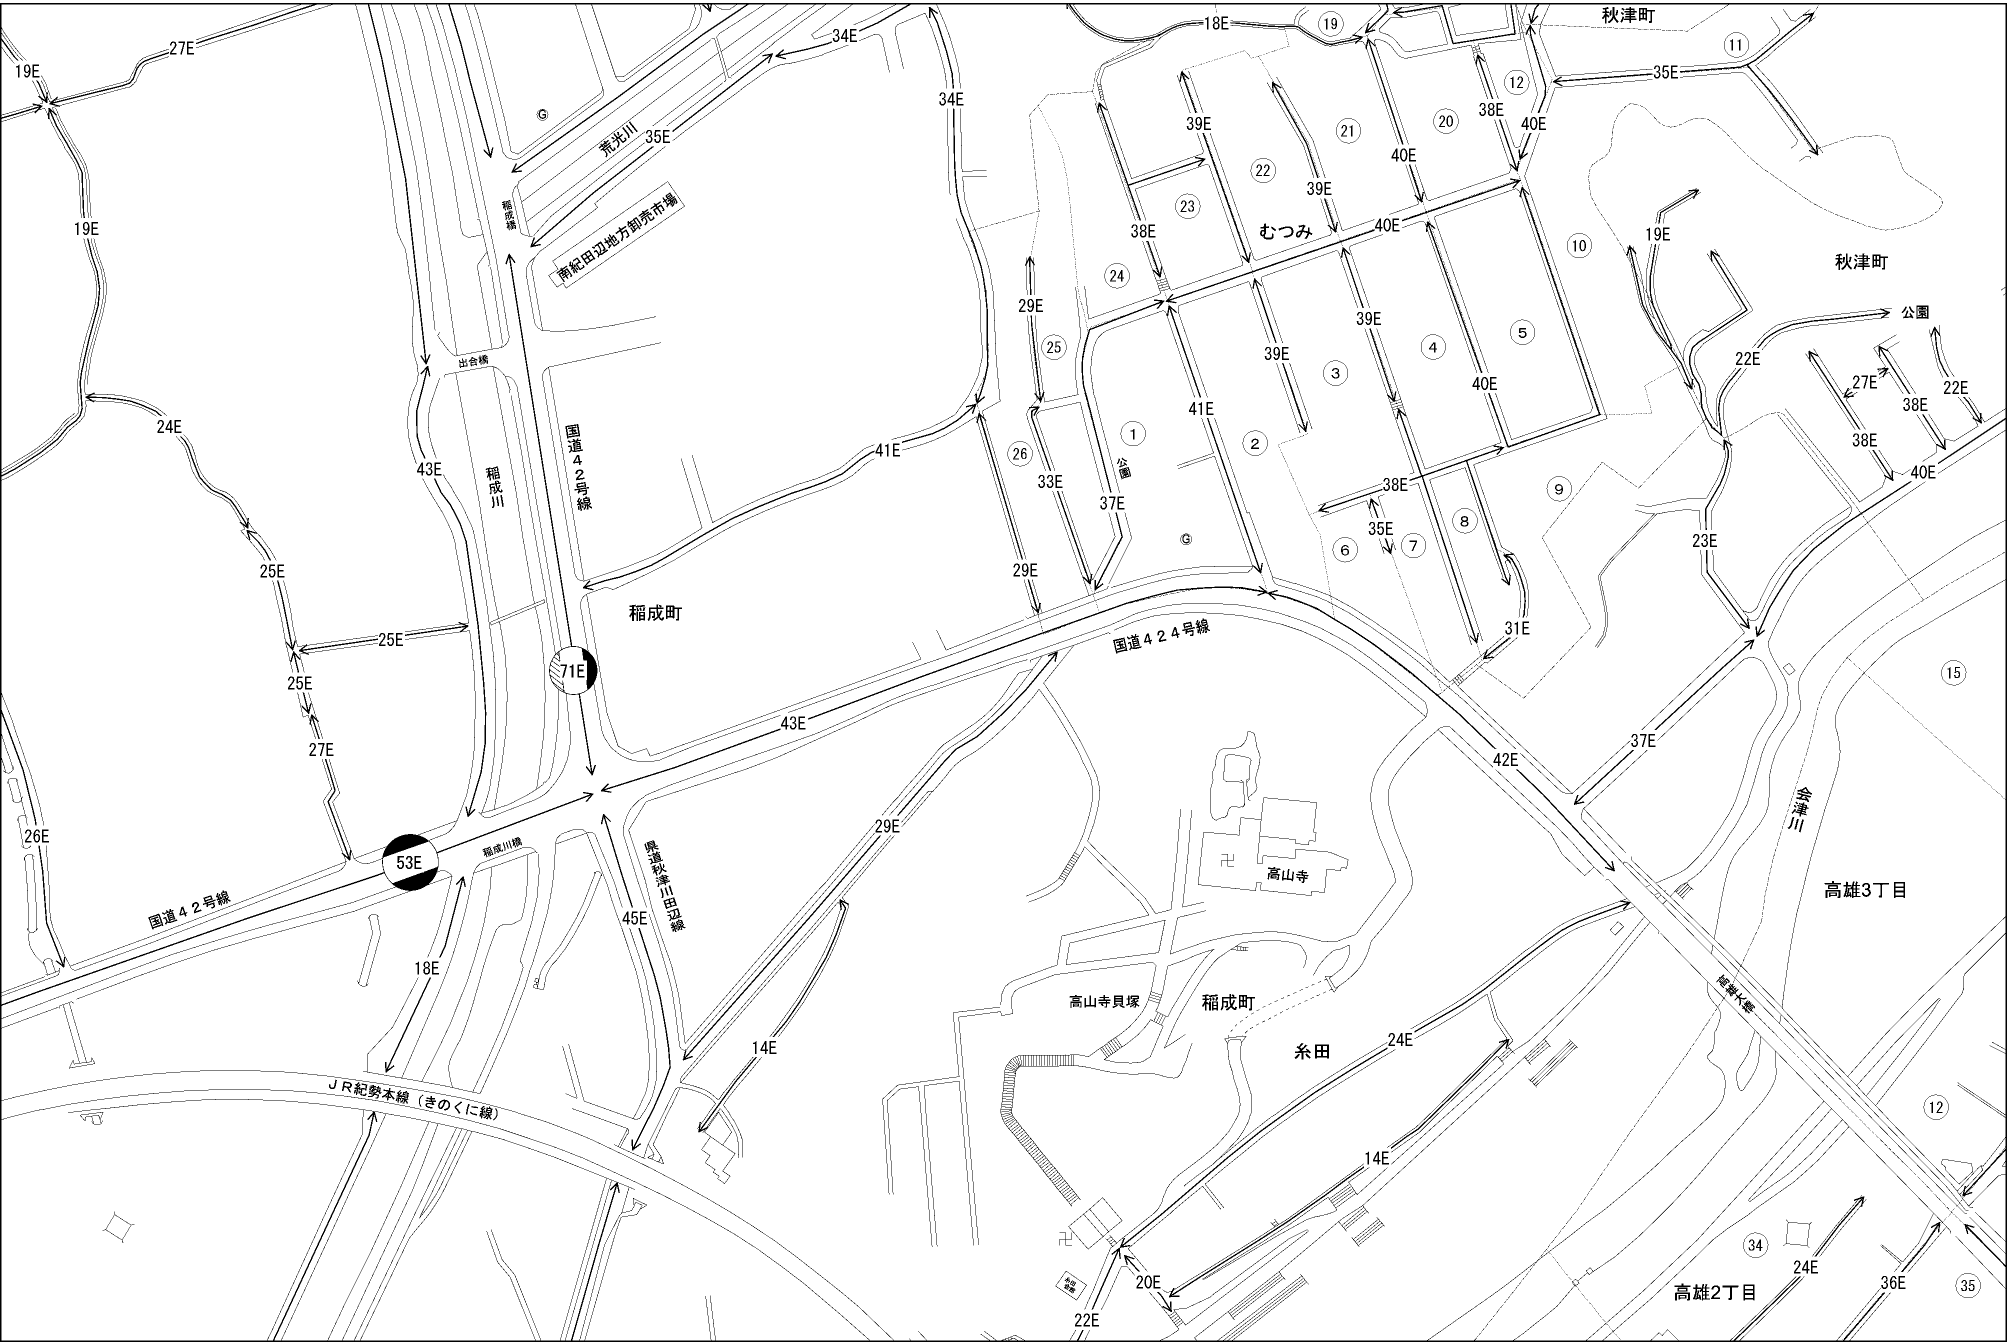 秋津町
18E
19
11
34E
27E
19E
35E
12
34E
38E
20
39E
21
40E
40E
G
荒光川
35E
22
39E
23
稲成橋
南紀田辺地方卸売市場
38E
むつみ
40E
10
19E
19E
秋津町
24
29E
公園
39E
5
25
4
39E
22E
出合橋
3
27E
22E
40E
38E
41E
24E
1
2
38E
国道42号線
41E
26
公園
43E
稲成川
33E
40E
38E
9
37E
35E
8
G
7
6
23E
25E
29E
稲成町
国道424号線
31E
25E
71E
15
25E
43E
37E
27E
42E
会津川
29E
26E
稲成川橋
県道秋津川田辺線
53E
高山寺
高雄3丁目
国道42号線
45E
18E
高雄大橋
高山寺貝塚
稲成町
14E
24E
糸田
JR紀勢本線(きのくに線)
12
14E
34
24E
20E
36E
35
糸田会館
高雄2丁目
22E